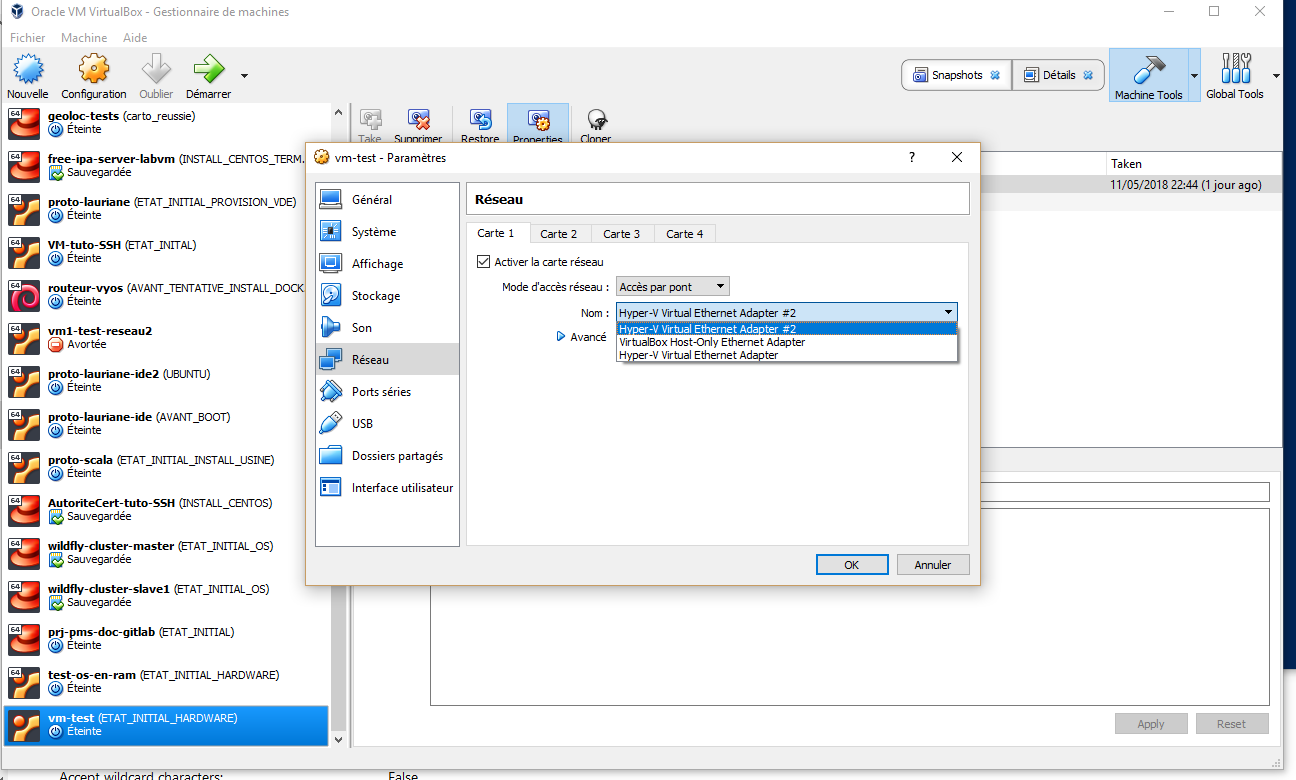 Oracle VM VirtualBox - Gestionnaire de machines
Fichier Machine Aide
Nouvelle Configuration Oublier Démarrer
Snapshots Détails Machine Tools Global Tools
Take Supprimer Restore Properties Cloner
Taken
11/05/2018 22:44 (1 jour ago)
64 geoloc-tests (carto_reussie)
Éteinte
64 free-ipa-server-labvm (INSTALL_CENTOS_TERM.
Sauvegardée
64 proto-lauriane (ETAT_INITIAL_PROVISION_VDE)
Éteinte
64 VM-tuto-SSH (ETAT_INITAL)
Éteinte
64 routeur-vyos (AVANT_TENTATIVE_INSTALL_DOCK
Éteinte
64 vm1-test-reseau2
Avortée
64 proto-lauriane-ide2 (UBUNTU)
Éteinte
64 proto-lauriane-ide (AVANT_BOOT)
Éteinte
64 proto-scala (ETAT_INITIAL_INSTALL_USINE)
Éteinte
64 AutoriteCert-tuto-SSH (INSTALL_CENTOS)
Sauvegardée
64 wildfly-cluster-master (ETAT_INITIAL_OS)
Sauvegardée
64 wildfly-cluster-slave1 (ETAT_INITIAL_OS)
Sauvegardée
64 prj-pms-doc-gitlab (ETAT_INITIAL)
Éteinte
64 test-os-en-ram (ETAT_INITIAL_HARDWARE)
Éteinte
vm-test (ETAT_INITIAL_HARDWARE)
Éteinte
vm-test - Paramètres
?
Général
Système
Affichage
Stockage
Son
Réseau
Ports séries
USB
Dossiers partagés
Interface utilisateur
Réseau
Carte 1 Carte 2 Carte 3 Carte 4
Activer la carte réseau
Mode d'accès réseau : Accès par pont
Nom : Hyper-V Virtual Ethernet Adapter #2
Hyper-V Virtual Ethernet Adapter #2
VirtualBox Host-Only Ethernet Adapter
Hyper-V Virtual Ethernet Adapter
Avancé
OK Annuler
Apply Reset
Accept wildcard characters: False